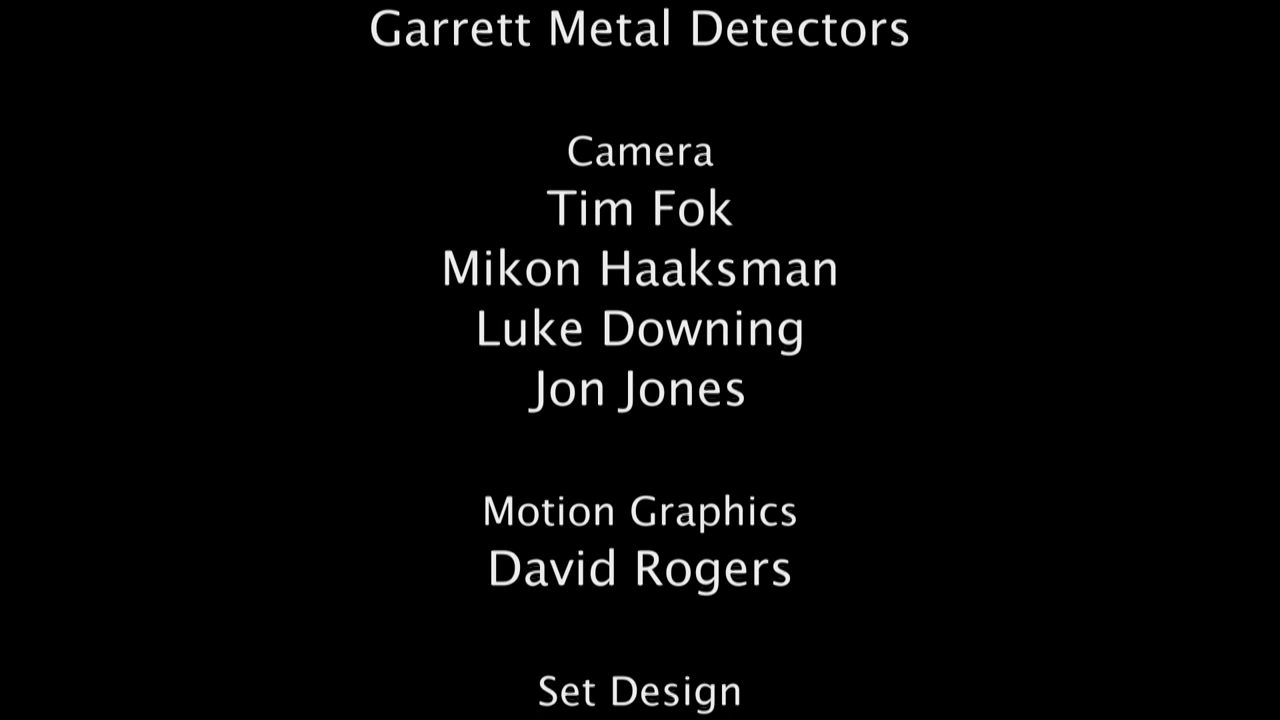 Garrett Metal Detectors
Camera
Tim Fok
Mikon Haaksman
Luke Downing
Jon Jones
Motion Graphics
David Rogers
Set Design